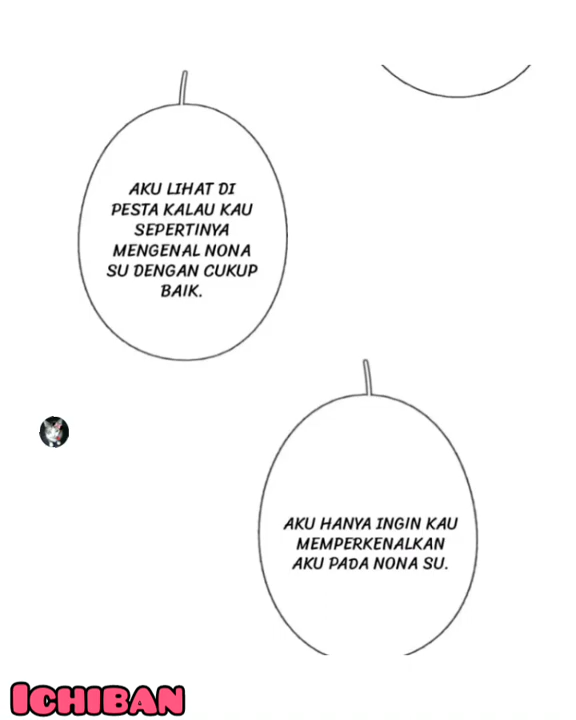 AKU LIHAT DI
PESTA KALAU KAU
SEPERTINYA
MENGENAL NONA
SU DENGAN CUKUP
BAIK.
AKU HANYA INGIN KAU
MEMPERKENALKAN
AKU PADA NONA SU.
ICHIBAN